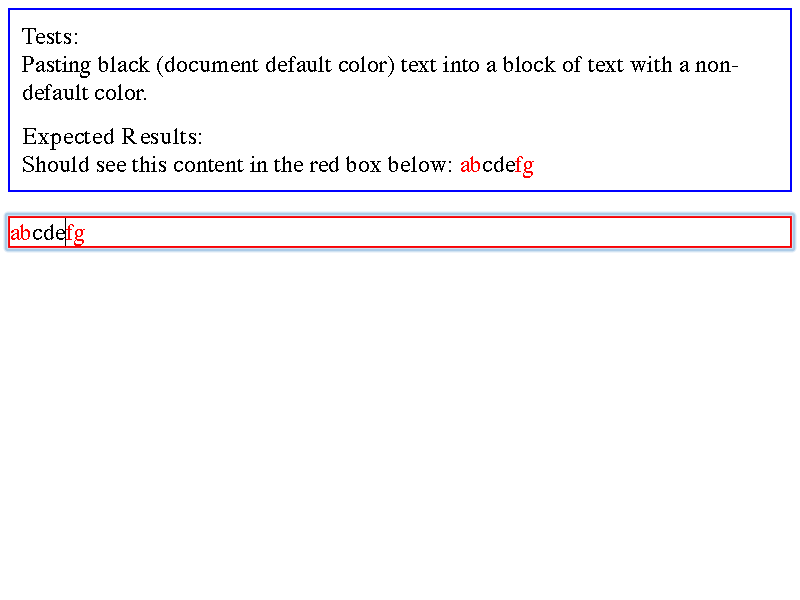 Tests:
Pasting black (document default color) text into a block of text with a non-
default color.
Expected Results:
Should see this content in the red box below: abcdefg
abcdefg